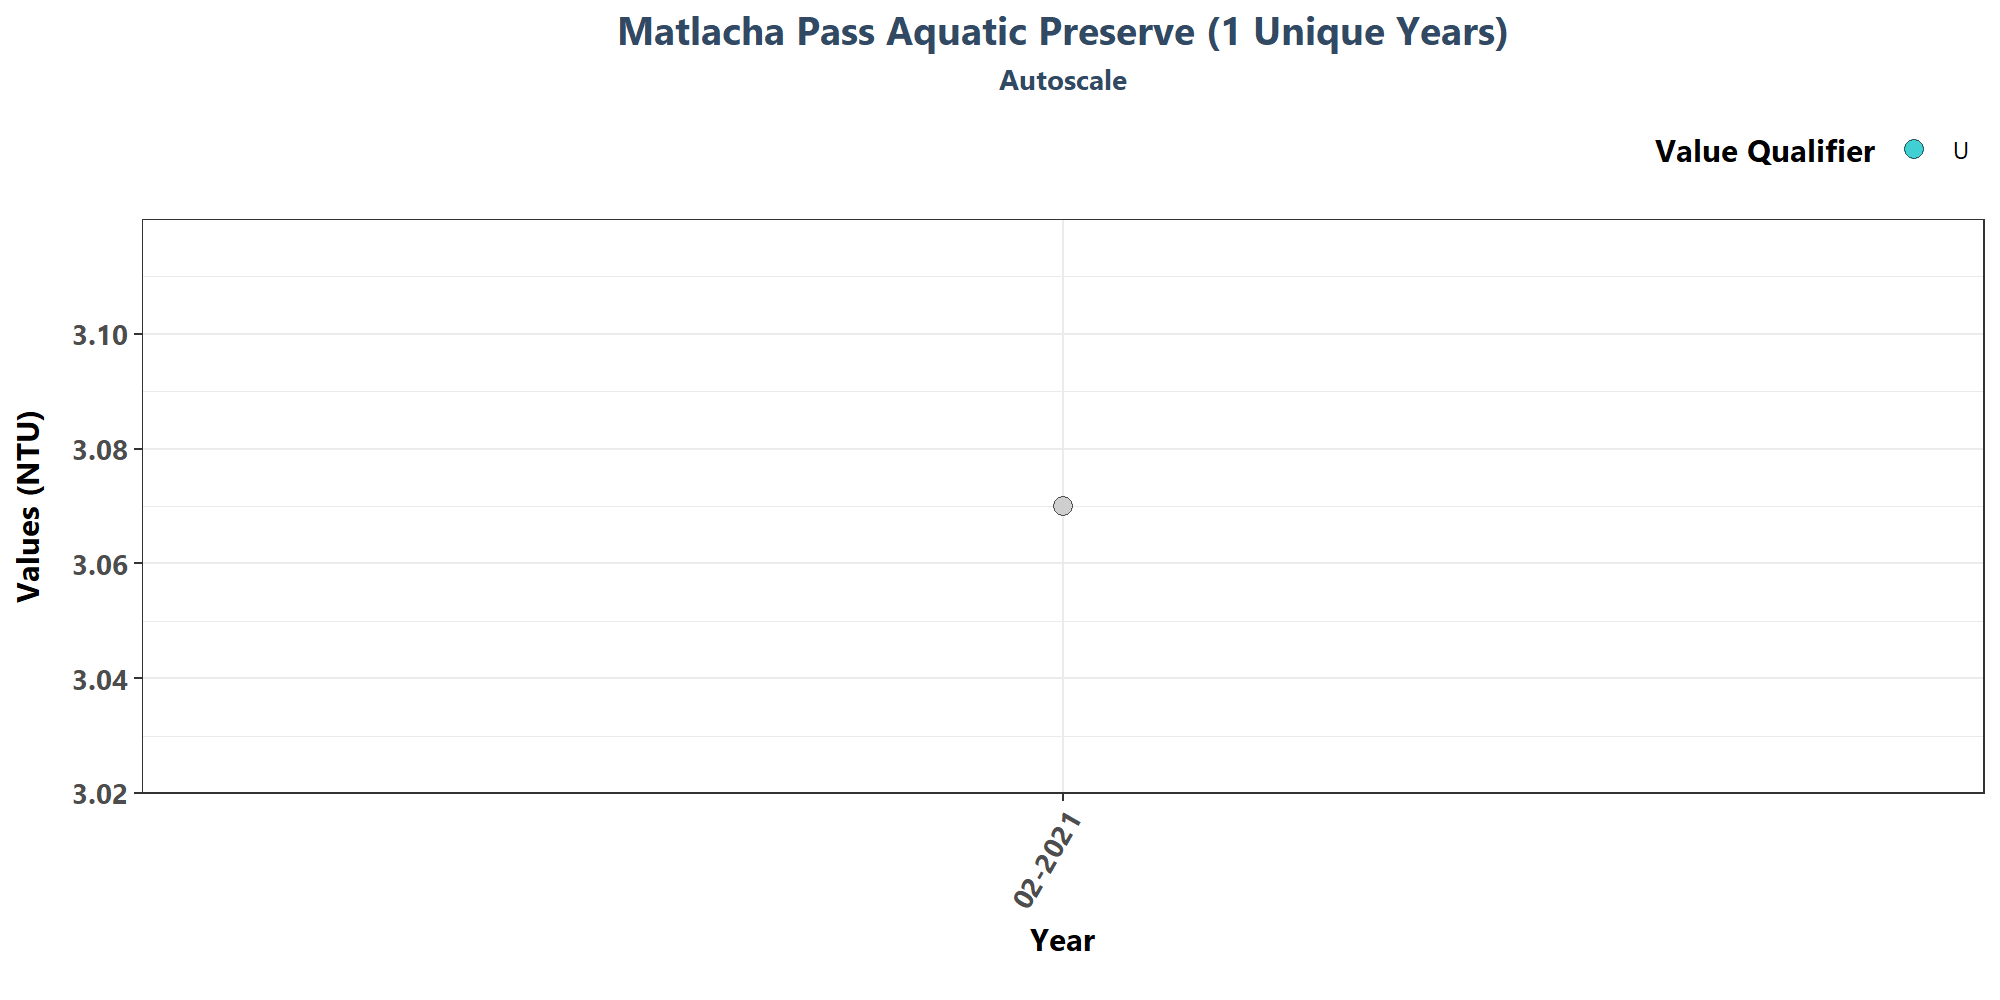 Matlacha Pass Aquatic Preserve (1 Unique Years)
Autoscale
Value Qualifier U
3.10
3.08
3.06
3.04
3.02
Values (NTU)
02-2021
Year